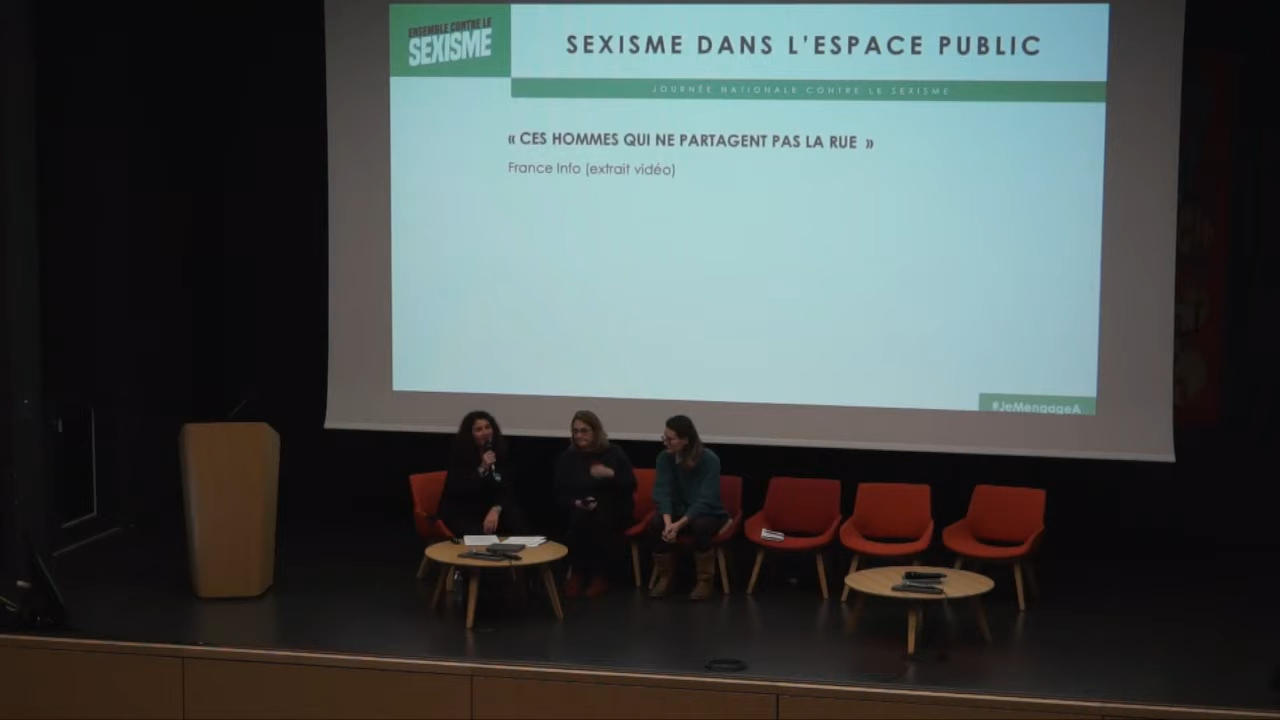 ENSEMBLE CONTRE LE
SEXISME
SEXISME DANS L'ESPACE PUBLIC
JOURNÉE NATIONALE CONTRE LE SEXISME
« CES HOMMES QUI NE PARTAGENT PAS LA RUE »
France Info (extrait vidéo)
#JeMengageA